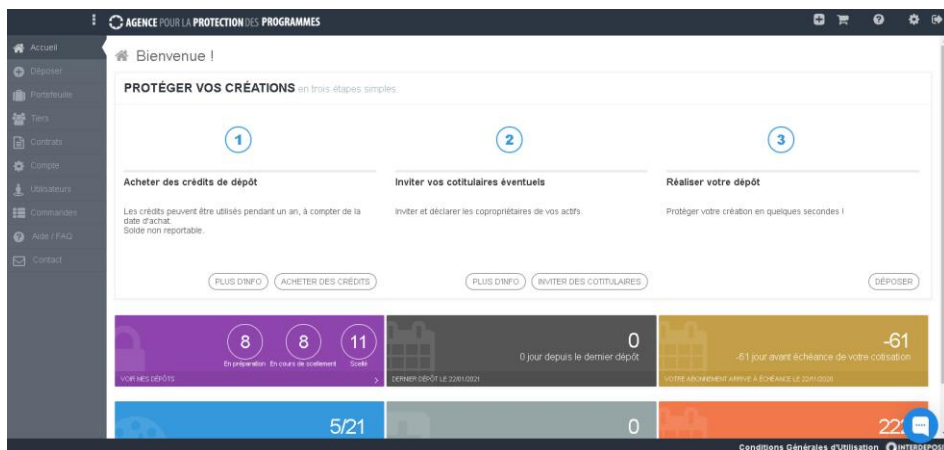 AGENCE POUR LA PROTECTION DES PROGRAMMES
Accueil
Déposer
Portefeuille
Tiers
Contrats
Compte
Utilisateurs
Commandes
Aide / FAQ
Contact
Bienvenue !
PROTÉGER VOS CRÉATIONS en trois étapes simples.
1
Acheter des crédits de dépôt
Les crédits peuvent être utilisés pendant un an, à compter de la
date d'achat.
Solde non reportable.
PLUS D'INFO
ACHETER DES CRÉDITS
2
Inviter vos cotitulaires éventuels
Inviter et déclarer les copropriétaires de vos actifs
PLUS D'INFO
INVITER DES COTITULAIRES
3
Réaliser votre dépôt
Protéger votre création en quelques secondes !
DÉPOSER
8 8 11
En préparation En cours de scellement Scellé
VOIR MES DÉPÔTS
0
0 jour depuis le dernier dépôt
DERNIER DÉPÔT LE 22/01/2021
-61
-61 jour avant échéance de votre cotisation
VOTRE ABONNEMENT ARRIVE À ÉCHÉANCE LE
5/21
0
222
Conditions Générales d'Utilisation
INTERDEPOS